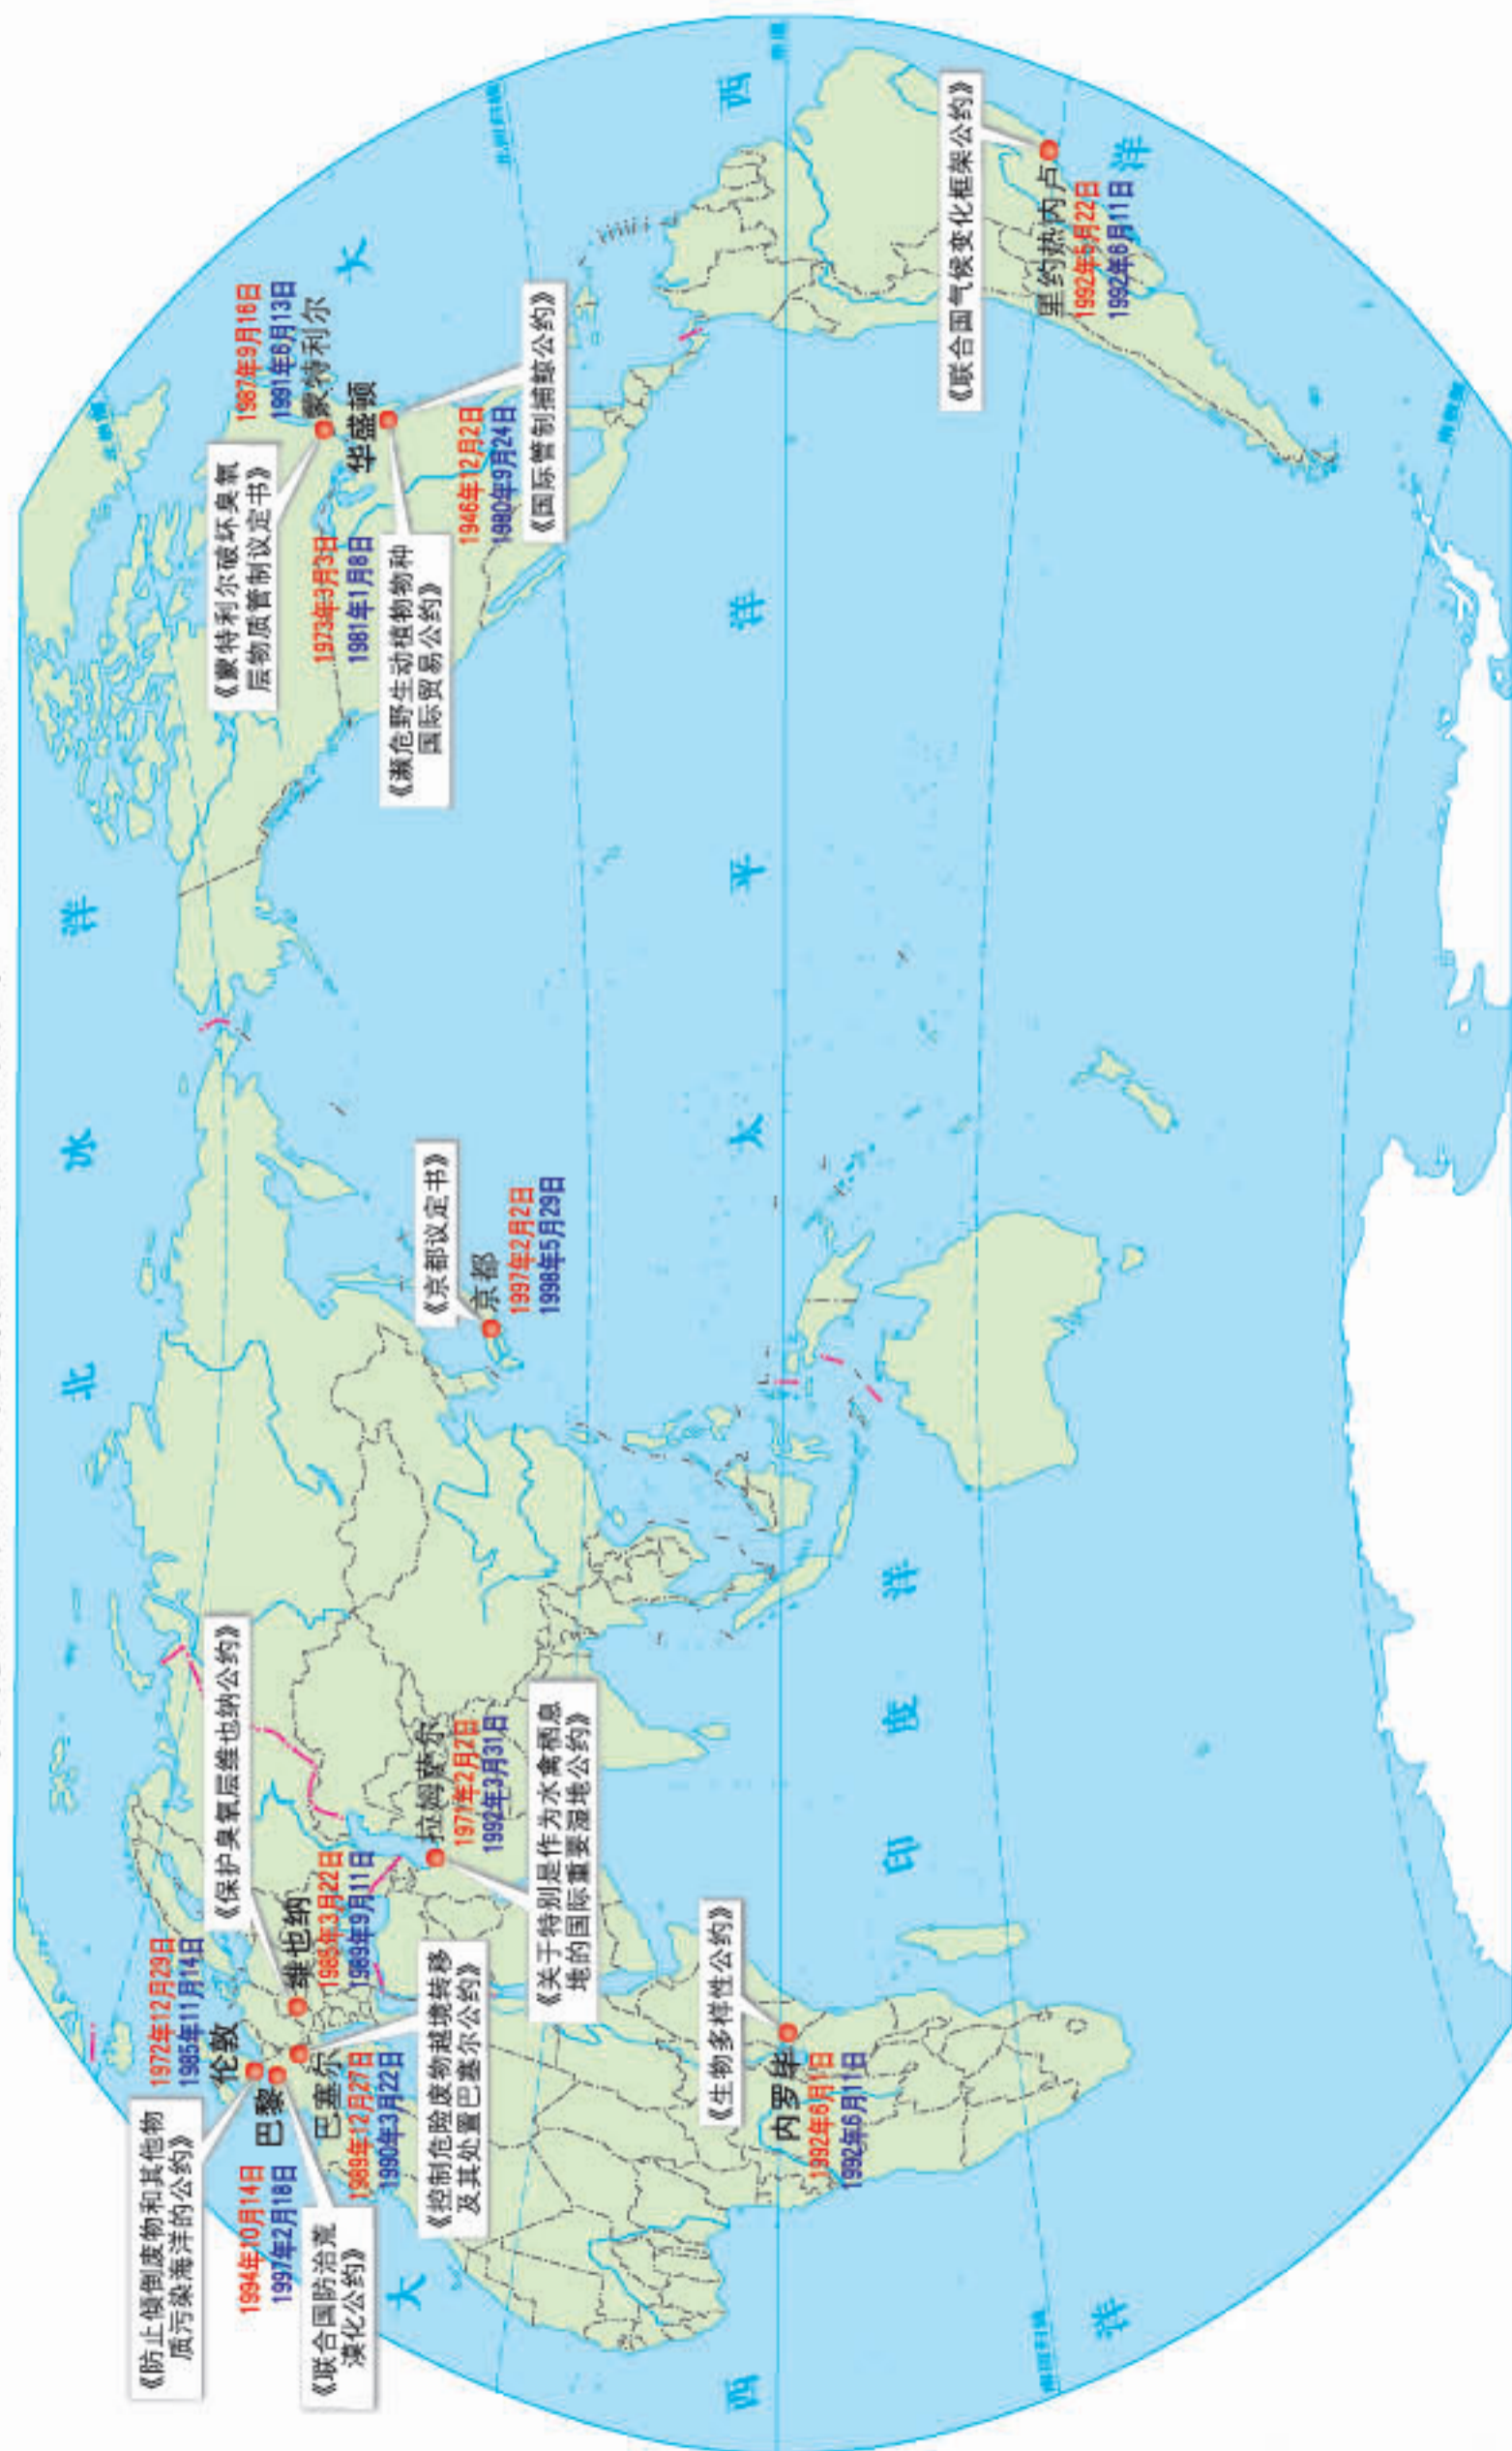 北
冰
洋
《防止倾倒废物和其他物
质污染海洋的公约》
1972年12月29日
1985年11月14日
伦敦
《保护臭氧层维也纳公约》
维也纳
1985年3月22日
1989年9月11日
1994年10月14日
1997年2月18日
巴黎
《联合国防治荒
漠化公约》
巴塞尔
1989年12月27日
1990年3月22日
《控制危险废物越境转移
及其处置巴塞尔公约》
拉姆萨尔
1971年2月2日
1992年3月31日
《关于特别是作为水禽栖息
地的国际重要湿地公约》
《京都议定书》
京都
1997年2月2日
1998年5月29日
《蒙特利尔破坏臭氧
层物质管制议定书》
1987年9月16日
1991年6月13日
蒙特利尔
华盛顿
1973年3月3日
1981年1月8日
《濒危野生动植物物种
国际贸易公约》
1946年12月2日
1980年9月24日
《国际管制捕鲸公约》
《生物多样性公约》
内罗毕
1992年6月1日
1992年6月11日
《联合国气候变化框架公约》
里约热内卢
1992年5月22日
1992年6月11日
大
西
洋
印
度
洋
太
平
洋
大
西
洋
北极圈
北回归线
赤道
南回归线
南极圈